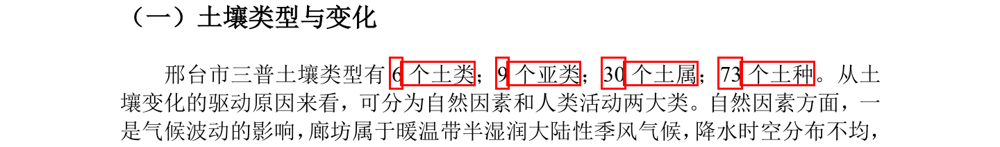 （一）土壤类型与变化
邢台市三普土壤类型有 6 个土类；9 个亚类；30 个土属；73 个土种。从土
壤变化的驱动原因来看，可分为自然因素和人类活动两大类。自然因素方面，一
是气候波动的影响，廊坊属于暖温带半湿润大陆性季风气候，降水时空分布不均，